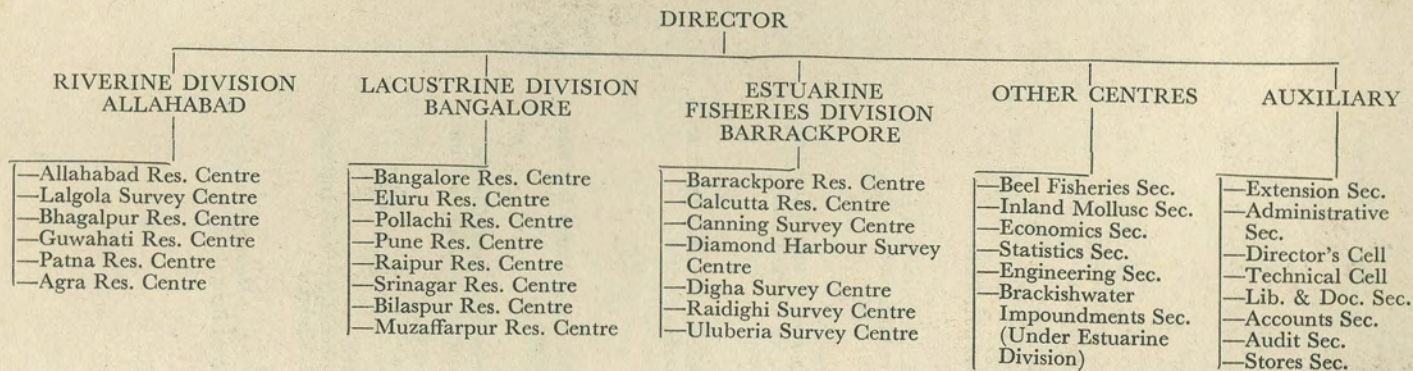 DIRECTOR
RIVERINE DIVISION
ALLAHABAD
—Allahabad Res. Centre
—Lalgola Survey Centre
—Bhagalpur Res. Centre
—Guwahati Res. Centre
—Patna Res. Centre
—Agra Res. Centre
LACUSTRINE DIVISION
BANGALORE
—Bangalore Res. Centre
—Eluru Res. Centre
—Pollachi Res. Centre
—Pune Res. Centre
—Raipur Res. Centre
—Srinagar Res. Centre
—Bilaspur Res. Centre
—Muzaffarpur Res. Centre
ESTUARINE
FISHERIES DIVISION
BARRACKPORE
—Barrackpore Res. Centre
—Calcutta Res. Centre
—Canning Survey Centre
—Diamond Harbour Survey
Centre
—Digha Survey Centre
—Raidighi Survey Centre
—Uluberia Survey Centre
OTHER CENTRES
—Beel Fisheries Sec.
—Inland Mollusc Sec.
—Economics Sec.
—Statistics Sec.
—Engineering Sec.
—Brackishwater
Impoundments Sec.
(Under Estuarine
Division)
AUXILIARY
—Extension Sec.
—Administrative
Sec.
—Director's Cell
—Technical Cell
—Lib. & Doc. Sec.
—Accounts Sec.
—Audit Sec.
—Stores Sec.